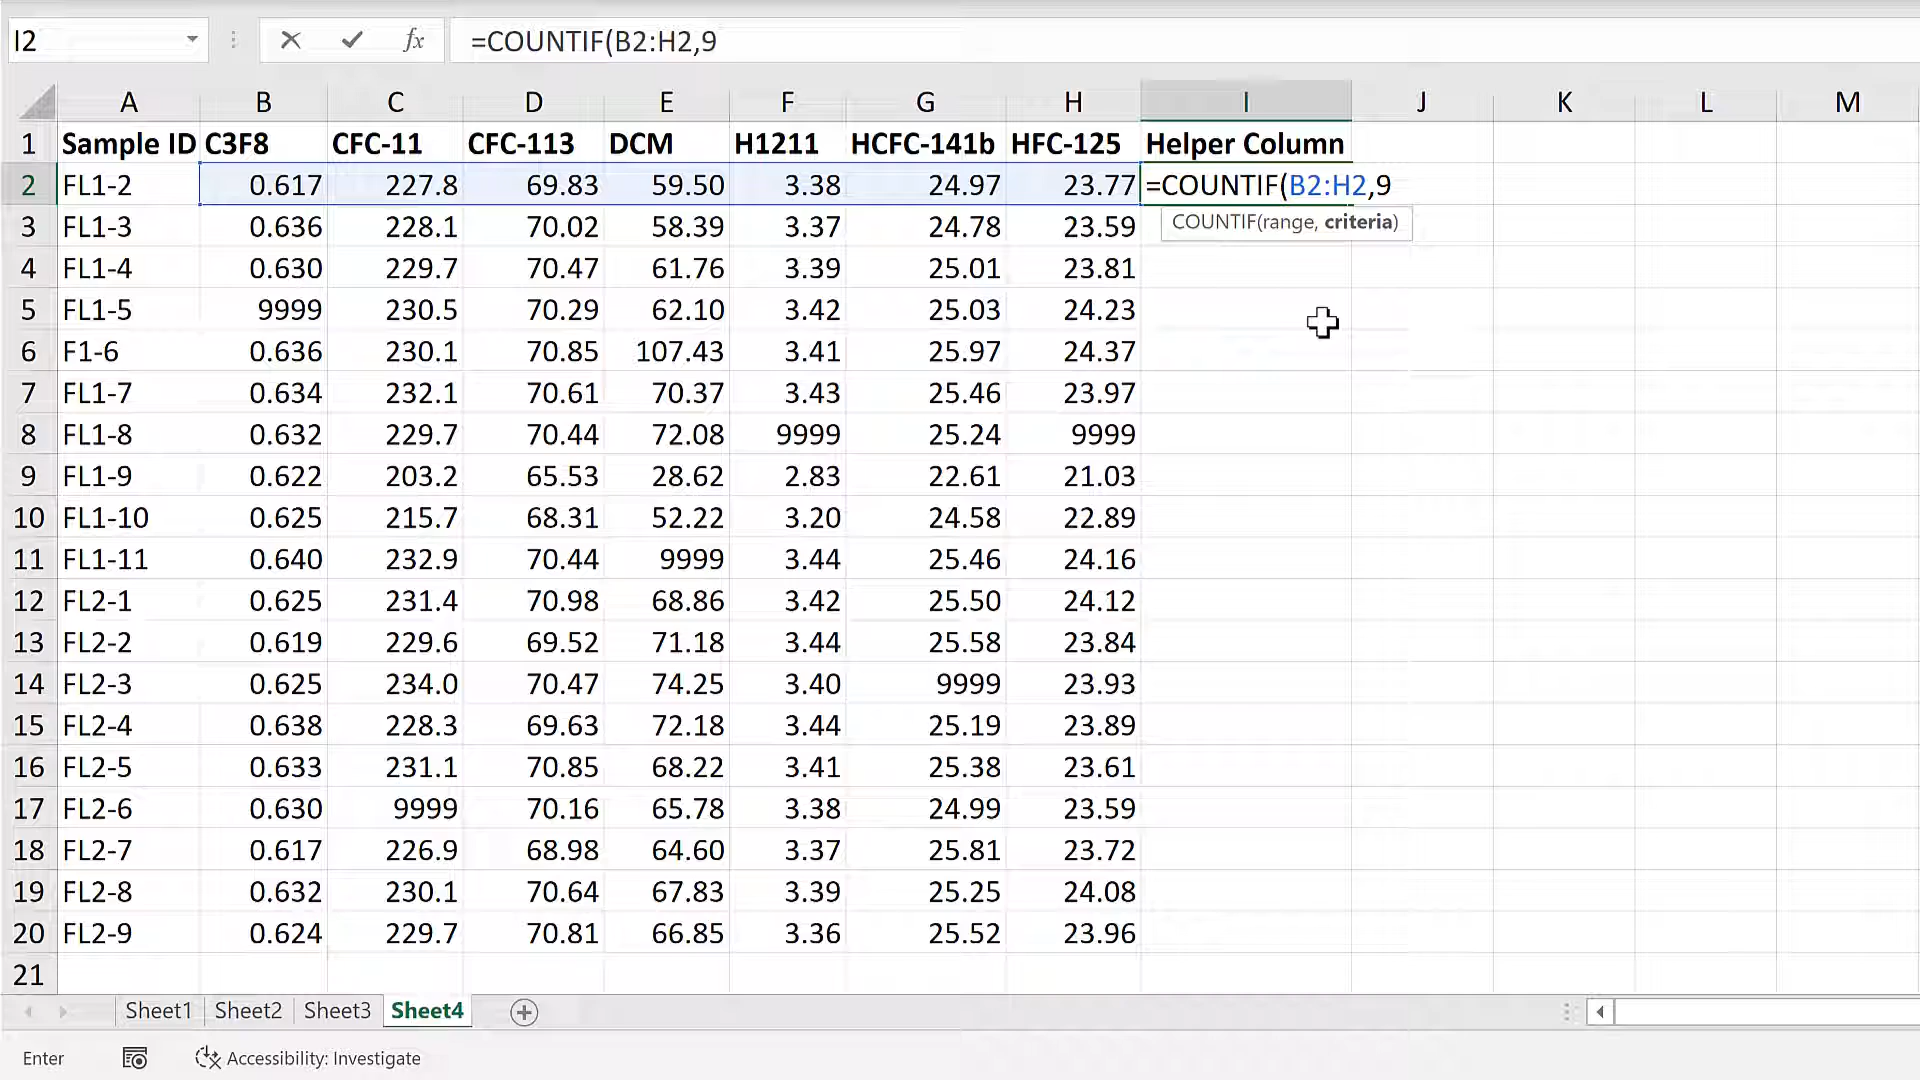 I2 fx =COUNTIF(B2:H2,9
A B C D E F G H I J K L M
1 Sample ID C3F8 CFC-11 CFC-113 DCM H1211 HCFC-141b HFC-125 Helper Column
2 FL1-2 0.617 227.8 69.83 59.50 3.38 24.97 23.77 =COUNTIF(B2:H2,9
COUNTIF(range, criteria)
3 FL1-3 0.636 228.1 70.02 58.39 3.37 24.78 23.59
4 FL1-4 0.630 229.7 70.47 61.76 3.39 25.01 23.81
5 FL1-5 9999 230.5 70.29 62.10 3.42 25.03 24.23
6 F1-6 0.636 230.1 70.85 107.43 3.41 25.97 24.37
7 FL1-7 0.634 232.1 70.61 70.37 3.43 25.46 23.97
8 FL1-8 0.632 229.7 70.44 72.08 9999 25.24 9999
9 FL1-9 0.622 203.2 65.53 28.62 2.83 22.61 21.03
10 FL1-10 0.625 215.7 68.31 52.22 3.20 24.58 22.89
11 FL1-11 0.640 232.9 70.44 9999 3.44 25.46 24.16
12 FL2-1 0.625 231.4 70.98 68.86 3.42 25.50 24.12
13 FL2-2 0.619 229.6 69.52 71.18 3.44 25.58 23.84
14 FL2-3 0.625 234.0 70.47 74.25 3.40 9999 23.93
15 FL2-4 0.638 228.3 69.63 72.18 3.44 25.19 23.89
16 FL2-5 0.633 231.1 70.85 68.22 3.41 25.38 23.61
17 FL2-6 0.630 9999 70.16 65.78 3.38 24.99 23.59
18 FL2-7 0.617 226.9 68.98 64.60 3.37 25.81 23.72
19 FL2-8 0.632 230.1 70.64 67.83 3.39 25.25 24.08
20 FL2-9 0.624 229.7 70.81 66.85 3.36 25.52 23.96
21
Sheet1 Sheet2 Sheet3 Sheet4
Enter Accessibility: Investigate